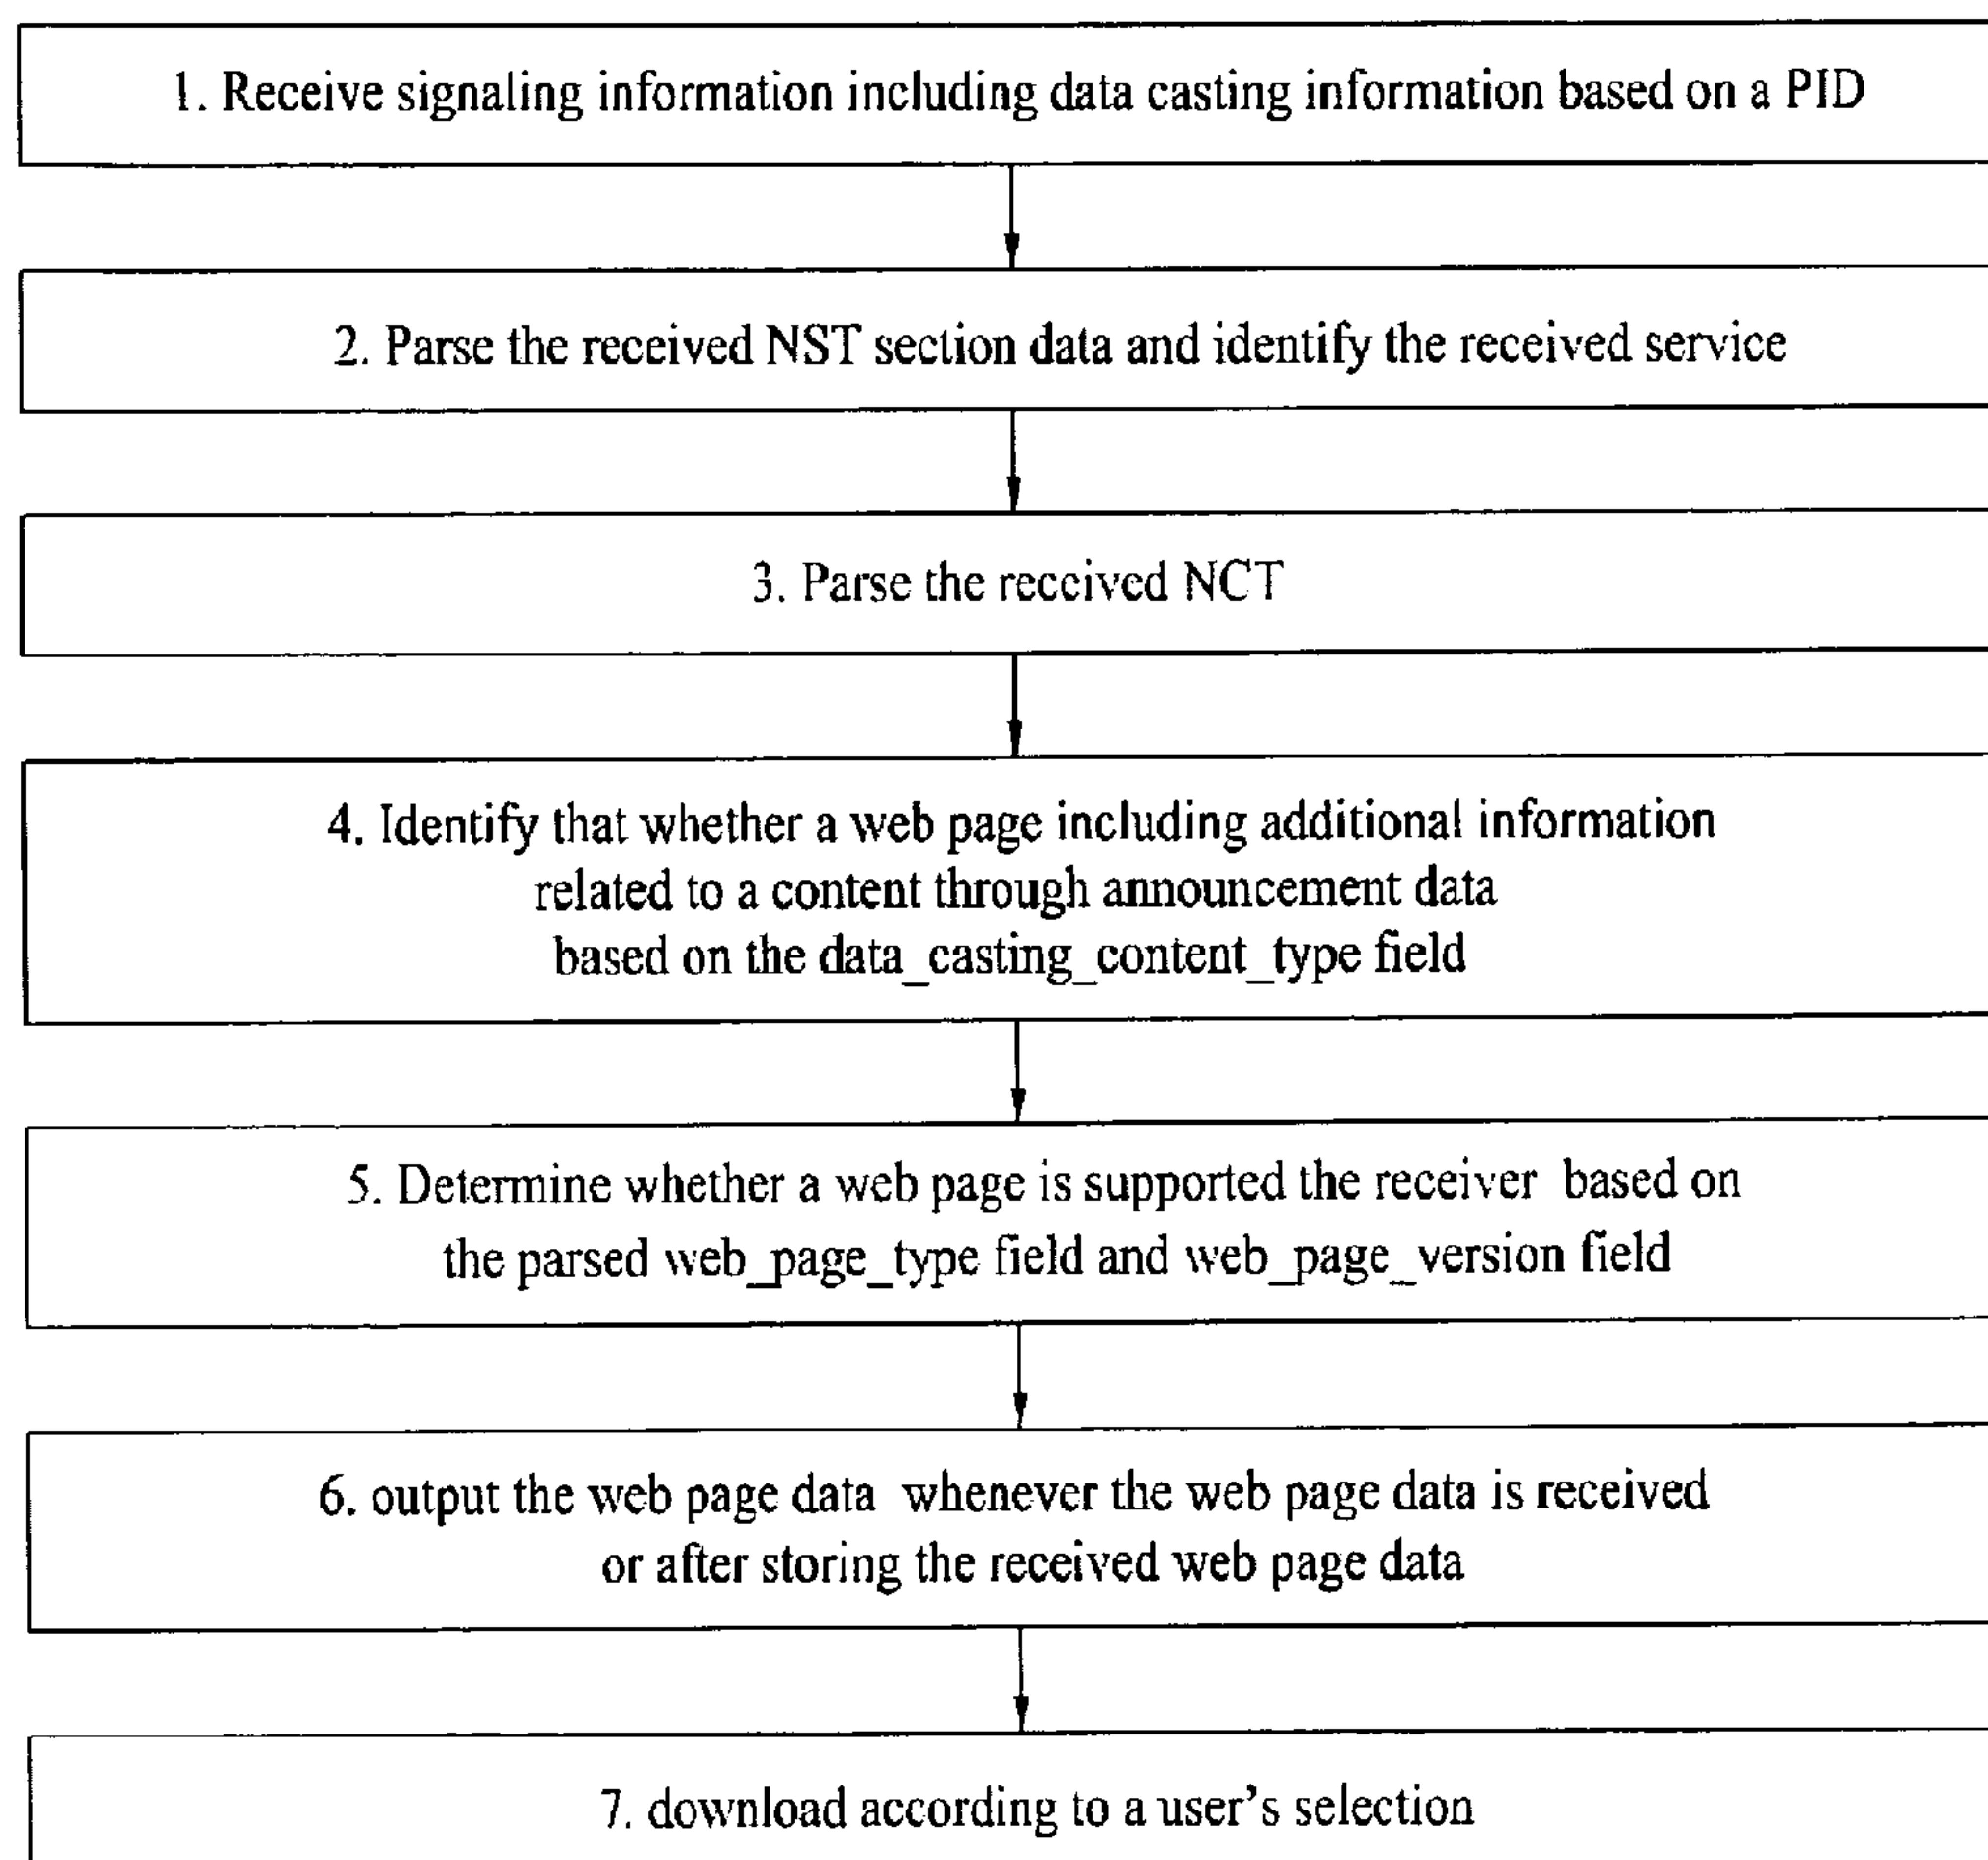 1. Receive signaling information including data casting information based on a PID
2. Parse the received NST section data and identify the received service
3. Parse the received NCT
4. Identify that whether a web page including additional information
related to a content through announcement data
based on the data_casting_content_type field
5. Determine whether a web page is supported the receiver based on
the parsed web_page_type field and web_page_version field
6. output the web page data whenever the web page data is received
or after storing the received web page data
7. download according to a user's selection